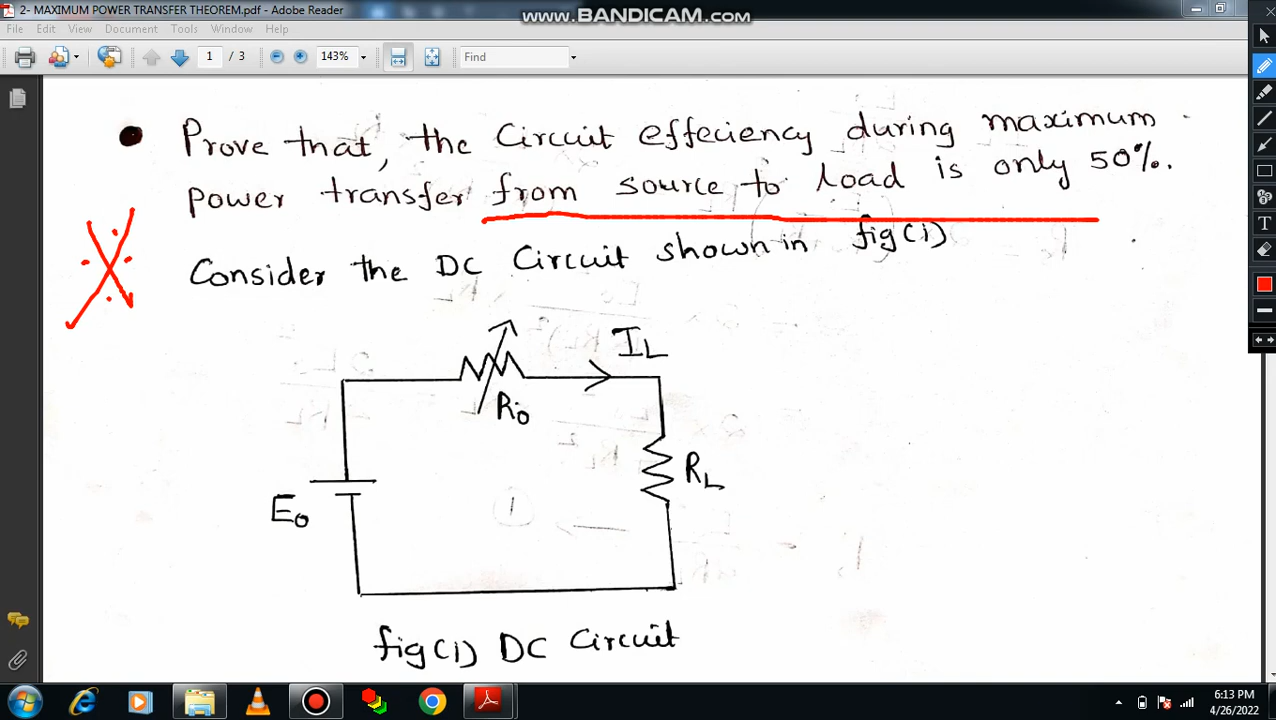 2- MAXIMUM POWER TRANSFER THEOREM.pdf - Adobe Reader
www.BANDICAM.com
File Edit View Document Tools Window Help
1 / 3 143% Find
Prove that, the Circuit effeciency during maximum
power transfer from source to Load is only 50%.
Consider the DC Circuit shown in fig(i)
IL
Ro
RL
Eo
fig(i) DC Circuit
6:13 PM
4/26/2022